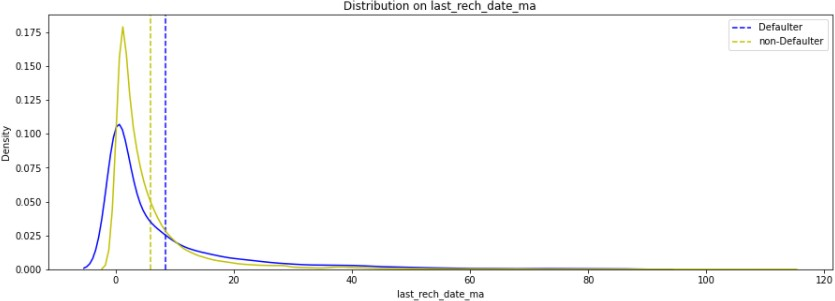 Distribution on last_rech_date_ma
Defaulter
non-Defaulter
0.175
0.150
0.125
0.100
0.075
0.050
0.025
0.000
Density
0 20 40 60 80 100 120
last_rech_date_ma